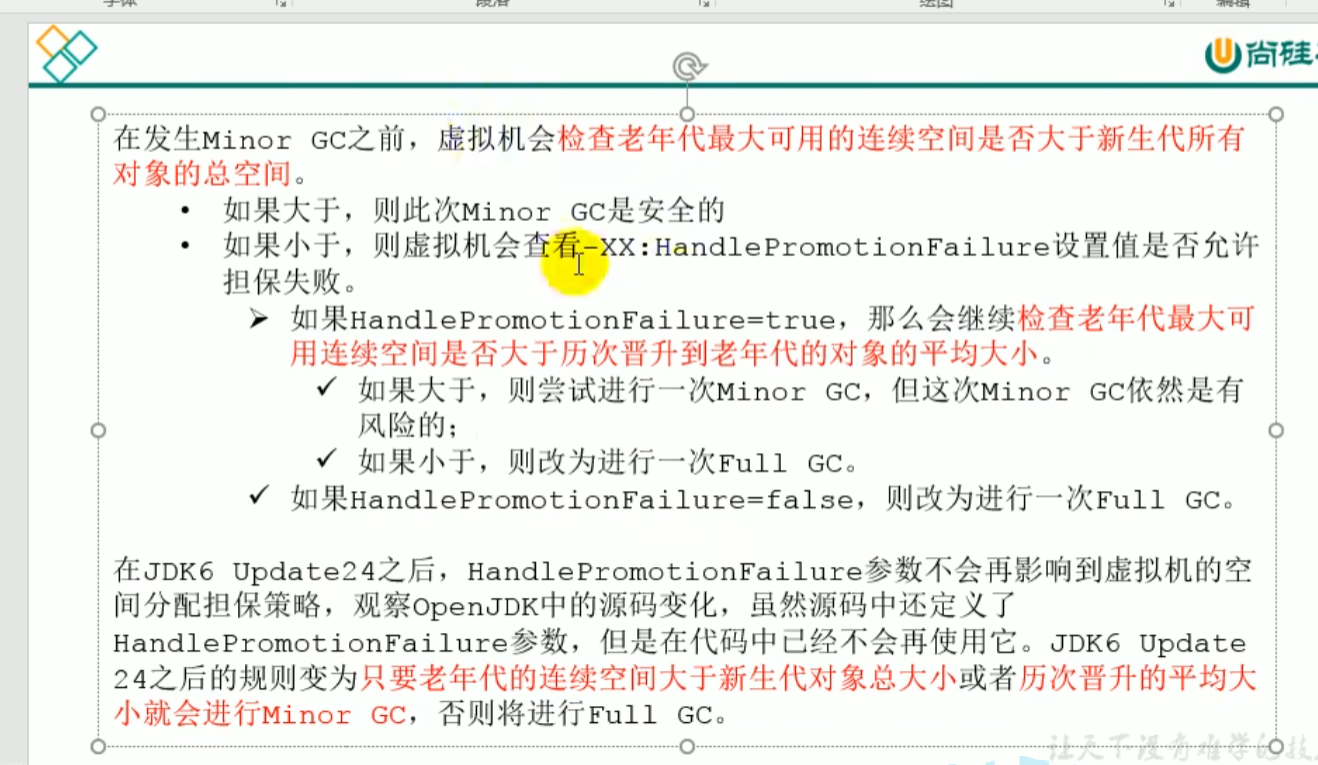 字体
段落
绘图
编辑
尚硅
在发生Minor GC之前，虚拟机会检查老年代最大可用的连续空间是否大于新生代所有
对象的总空间。
• 如果大于，则此次Minor GC是安全的
• 如果小于，则虚拟机会查看-XX:HandlePromotionFailure设置值是否允许
担保失败。
➢ 如果HandlePromotionFailure=true，那么会继续检查老年代最大可
用连续空间是否大于历次晋升到老年代的对象的平均大小。
✓ 如果大于，则尝试进行一次Minor GC，但这次Minor GC依然是有
风险的；
✓ 如果小于，则改为进行一次Full GC。
✓ 如果HandlePromotionFailure=false，则改为进行一次Full GC。
在JDK6 Update24之后，HandlePromotionFailure参数不会再影响到虚拟机的空
间分配担保策略，观察OpenJDK中的源码变化，虽然源码中还定义了
HandlePromotionFailure参数，但是在代码中已经不会再使用它。JDK6 Update
24之后的规则变为只要老年代的连续空间大于新生代对象总大小或者历次晋升的平均大
小就会进行Minor GC，否则将进行Full GC。
让天下没有难学的技